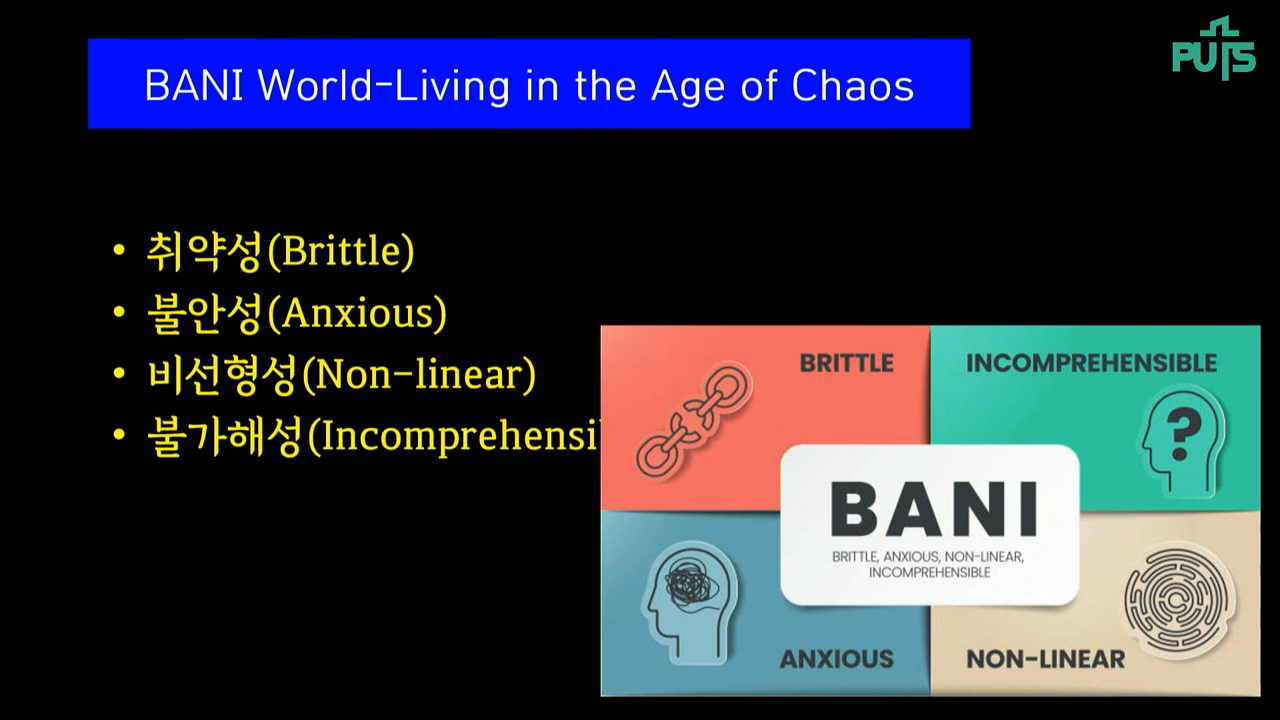 PUTS
BANI World-Living in the Age of Chaos
• 취약성(Brittle)
• 불안성(Anxious)
• 비선형성(Non-linear)
• 불가해성(Incomprehensi
BRITTLE
INCOMPREHENSIBLE
?
BANI
BRITTLE, ANXIOUS, NON-LINEAR,
INCOMPREHENSIBLE
ANXIOUS
NON-LINEAR